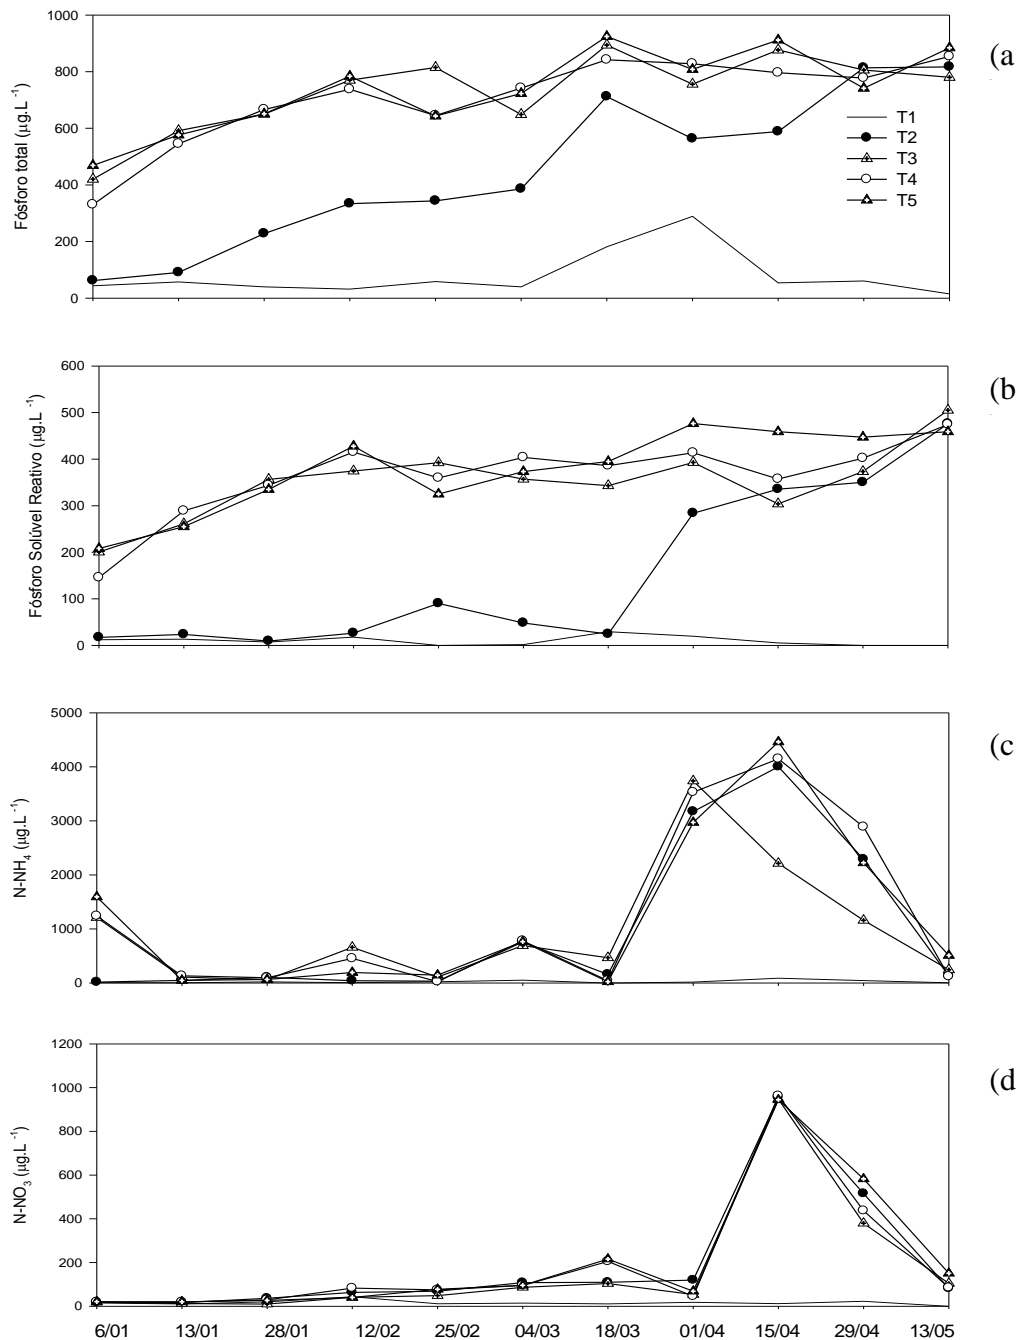 1000
800
600
400
200
0
Fósforo total (µg.L⁻¹)
T1
T2
T3
T4
T5
(a
600
500
400
300
200
100
0
Fósforo Solúvel Reativo (µg.L⁻¹)
(b
5000
4000
3000
2000
1000
0
N-NH₄ (µg.L⁻¹)
(c
1200
1000
800
600
400
200
0
N-NO₃ (µg.L⁻¹)
(d
6/01 13/01 28/01 12/02 25/02 04/03 18/03 01/04 15/04 29/04 13/05